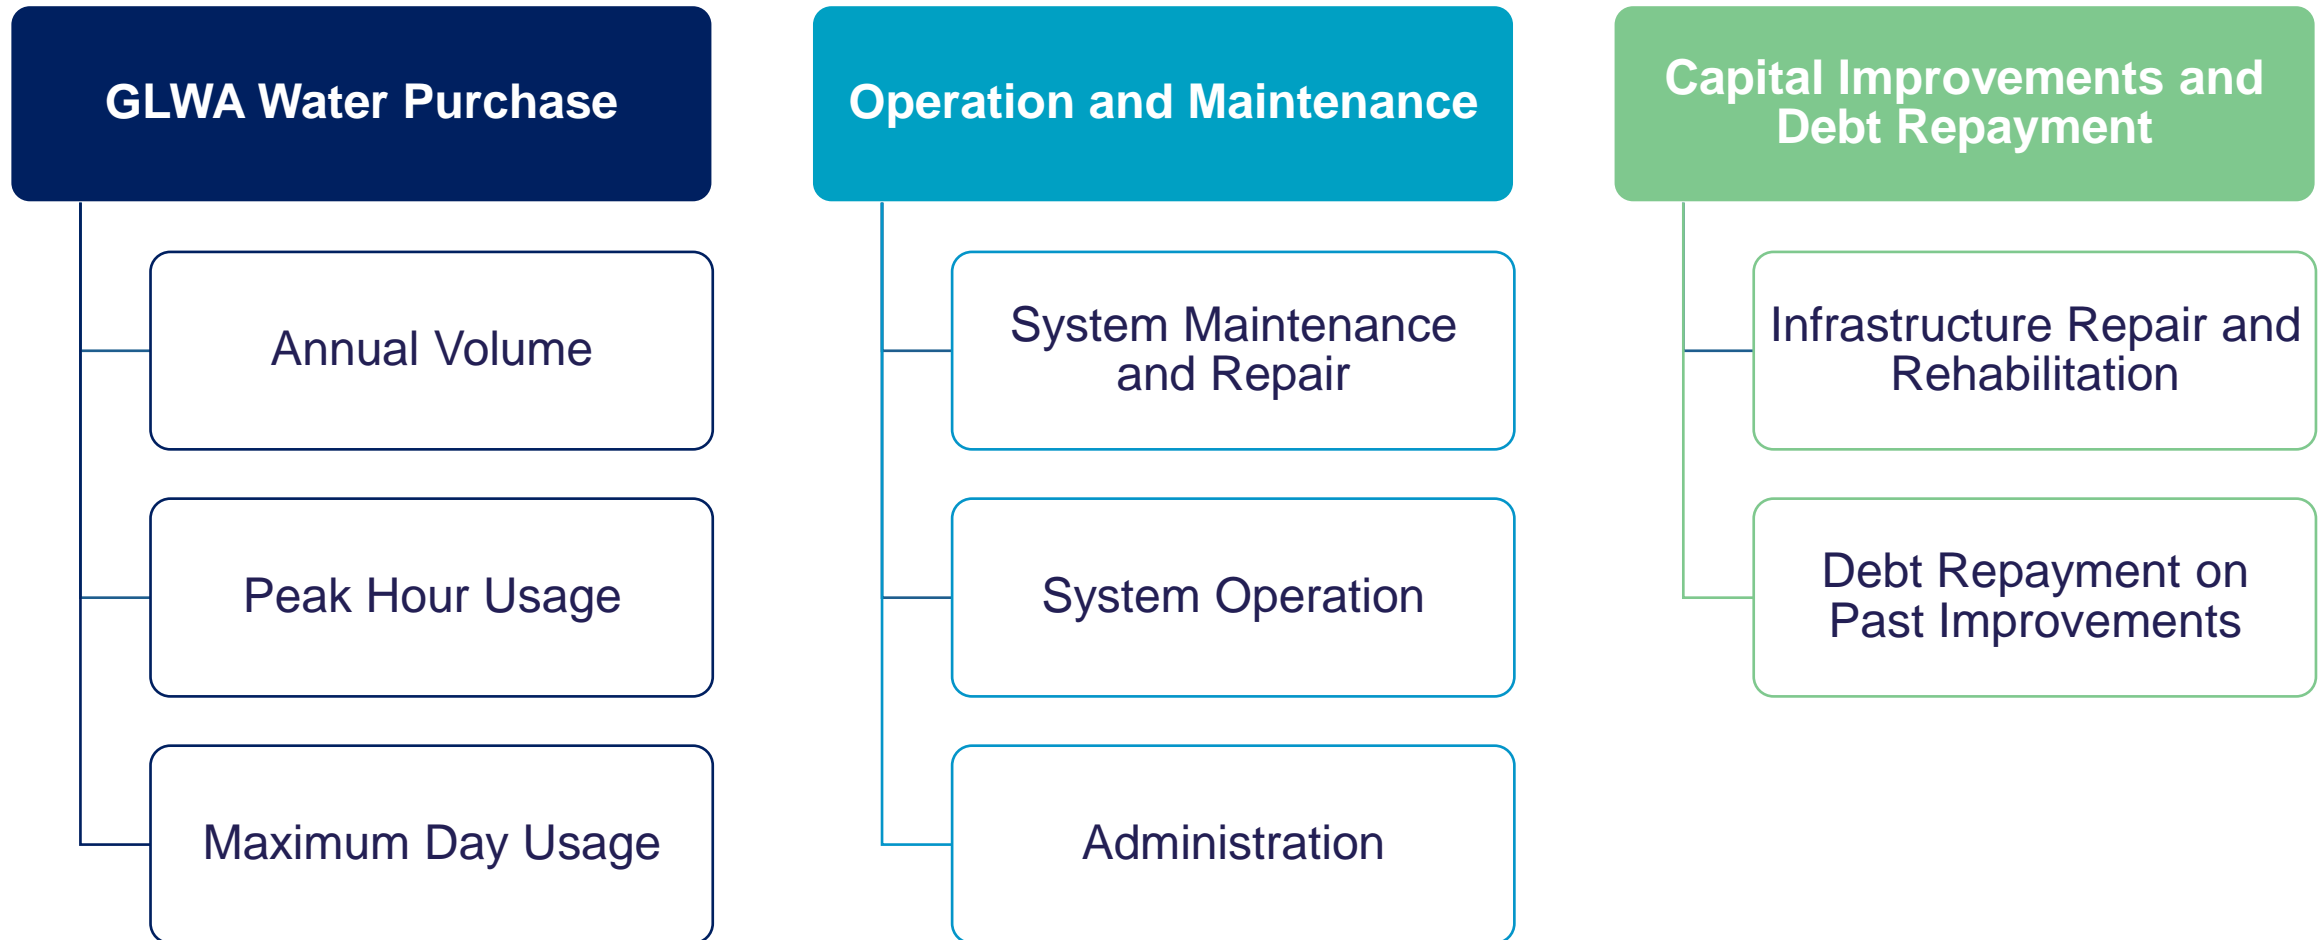 GLWA Water Purchase
Annual Volume
Peak Hour Usage
Maximum Day Usage
Operation and Maintenance
System Maintenance
and Repair
System Operation
Administration
Capital Improvements and
Debt Repayment
Infrastructure Repair and
Rehabilitation
Debt Repayment on
Past Improvements